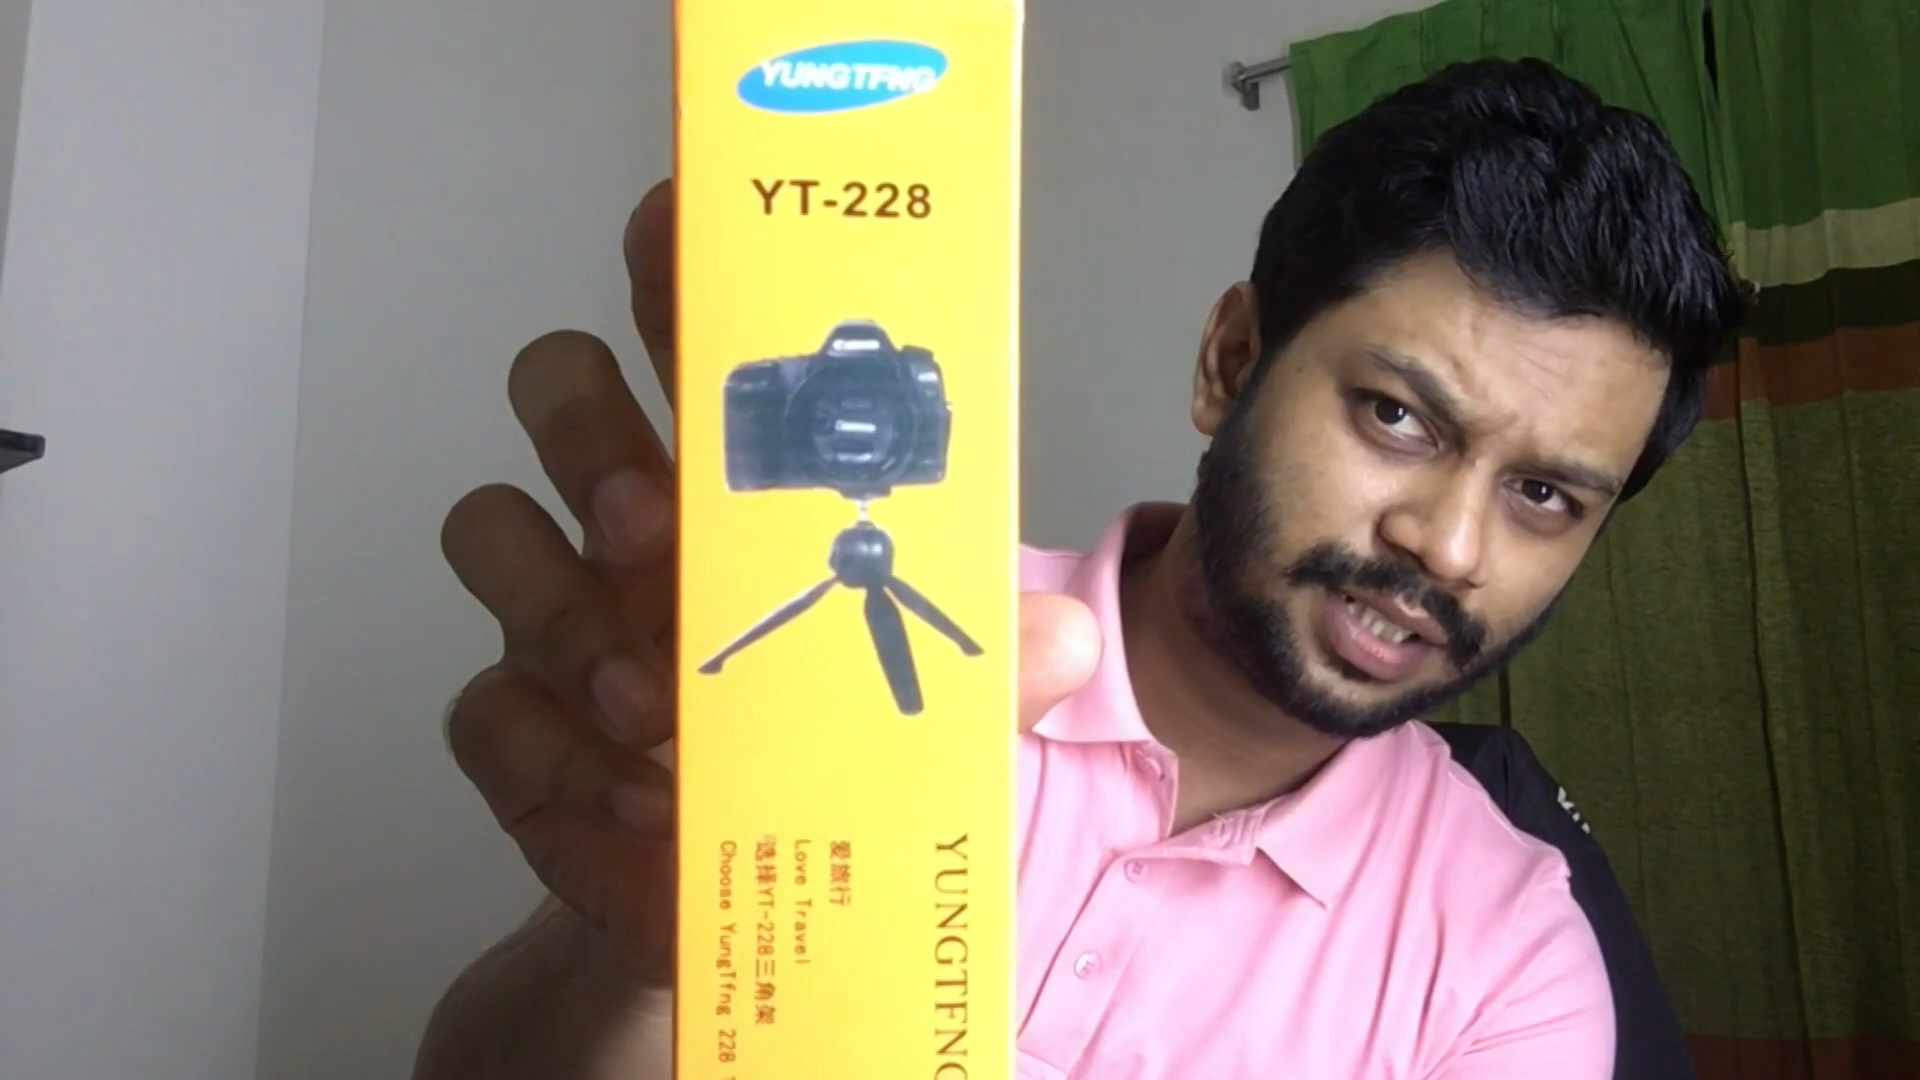 YUNGTFNG
YT-228
Canon
YUNGTFNG
爱旅行
Love Travel
选择YT-228三角架
Choose YungTfng 228